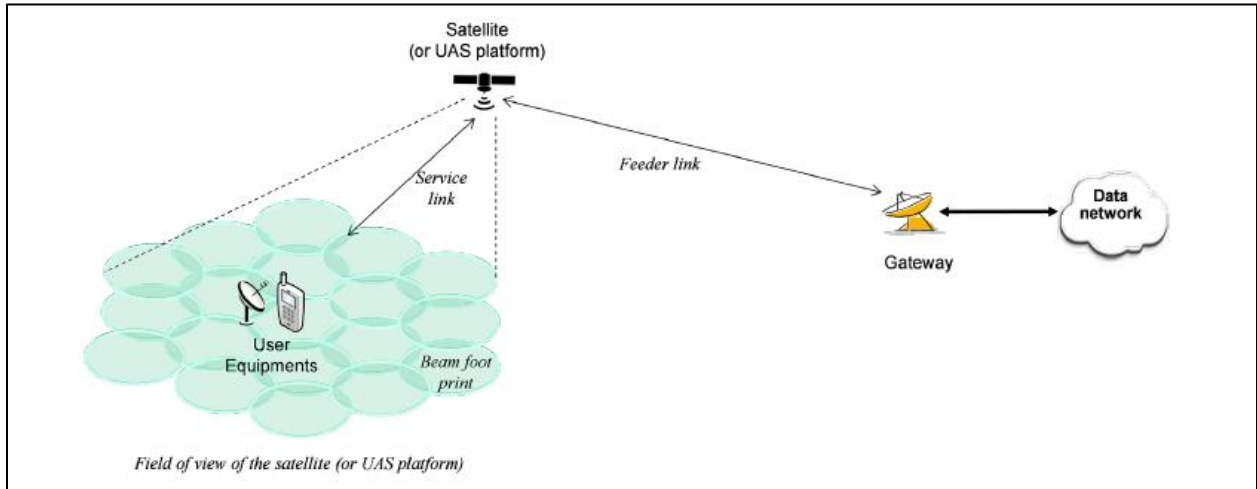 Satellite
(or UAS platform)
Feeder link
Service
link
Data
network
Gateway
User
Equipments
Beam foot
print
Field of view of the satellite (or UAS platform)